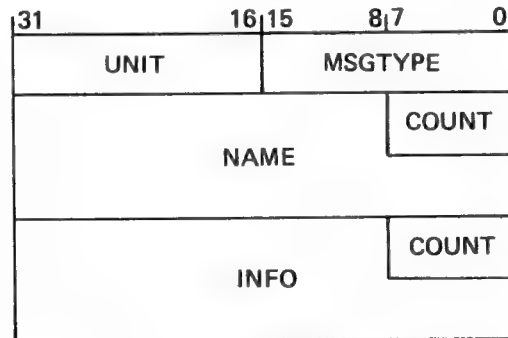 31 16 15 8 7 0
UNIT MSGTYPE
COUNT
NAME
COUNT
INFO